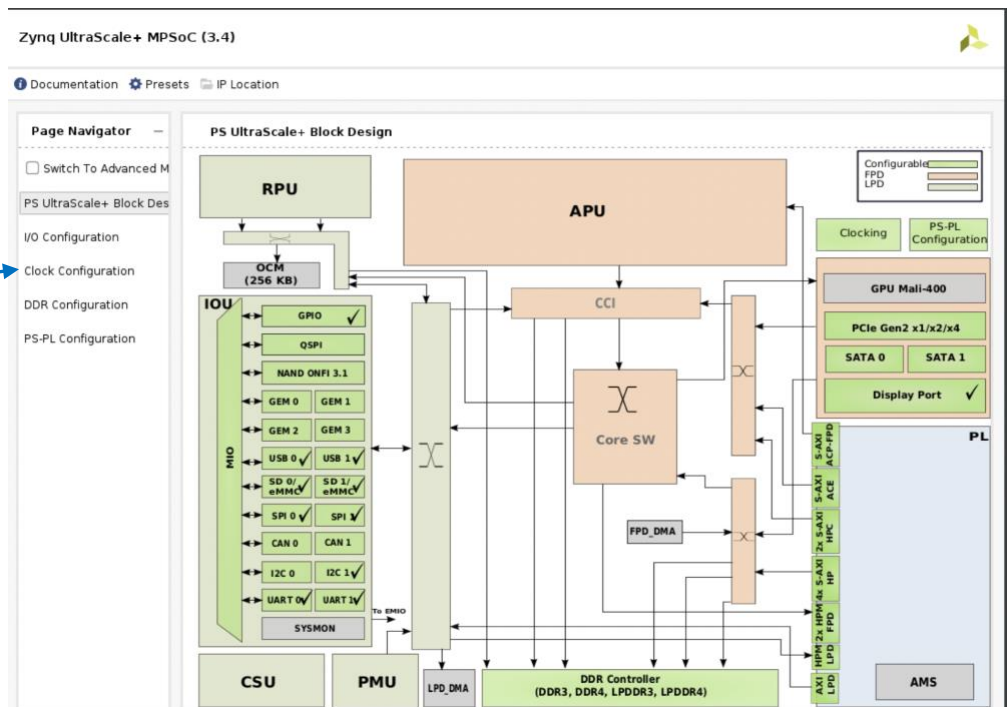 Zynq UltraScale+ MPSoC (3.4)
Documentation Presets IP Location
Page Navigator
Switch To Advanced M
PS UltraScale+ Block Des
I/O Configuration
Clock Configuration
DDR Configuration
PS-PL Configuration
PS UltraScale+ Block Design
Configurable
FPD
LPD
RPU
APU
Clocking
PS-PL
Configuration
OCM
(256 KB)
CCI
GPU Mali-400
PCIe Gen2 x1/x2/x4
SATA 0 SATA 1
Display Port
IOU
MIO
GPIO
QSPI
NAND ONFI 3.1
GEM 0 GEM 1
GEM 2 GEM 3
USB 0 USB 1
SD 0/
eMMC
SD 1/
eMMC
SPI 0 SPI 1
CAN 0 CAN 1
I2C 0 I2C 1
UART 0 UART 1
SYSMON
To EMIO
Core SW
FPD_DMA
PL
S-AXI
ACP-FPD
S-AXI
ACE
2x S-AXI
HPC
4x S-AXI
HP
2x HPM
FPD
HPM
LPD
AXI
LPD
CSU
PMU
LPD_DMA
DDR Controller
(DDR3, DDR4, LPDDR3, LPDDR4)
AMS